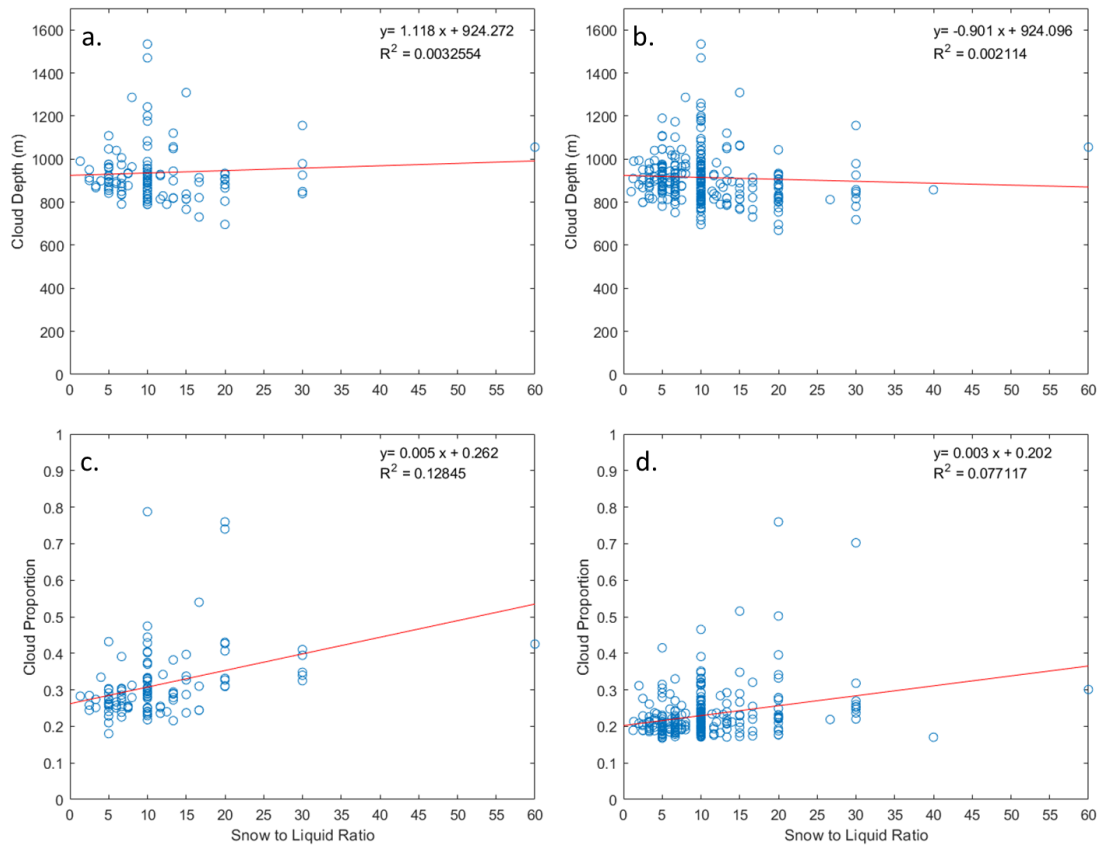 a.
y= 1.118 x + 924.272
R² = 0.0032554
1600
1400
1200
1000
800
600
400
200
0
Cloud Depth (m)
0 5 10 15 20 25 30 35 40 45 50 55 60
b.
y= -0.901 x + 924.096
R² = 0.002114
1600
1400
1200
1000
800
600
400
200
0
Cloud Depth (m)
0 5 10 15 20 25 30 35 40 45 50 55 60
c.
y= 0.005 x + 0.262
R² = 0.12845
1
0.9
0.8
0.7
0.6
0.5
0.4
0.3
0.2
0.1
0
Cloud Proportion
0 5 10 15 20 25 30 35 40 45 50 55 60
Snow to Liquid Ratio
d.
y= 0.003 x + 0.202
R² = 0.077117
1
0.9
0.8
0.7
0.6
0.5
0.4
0.3
0.2
0.1
0
Cloud Proportion
0 5 10 15 20 25 30 35 40 45 50 55 60
Snow to Liquid Ratio